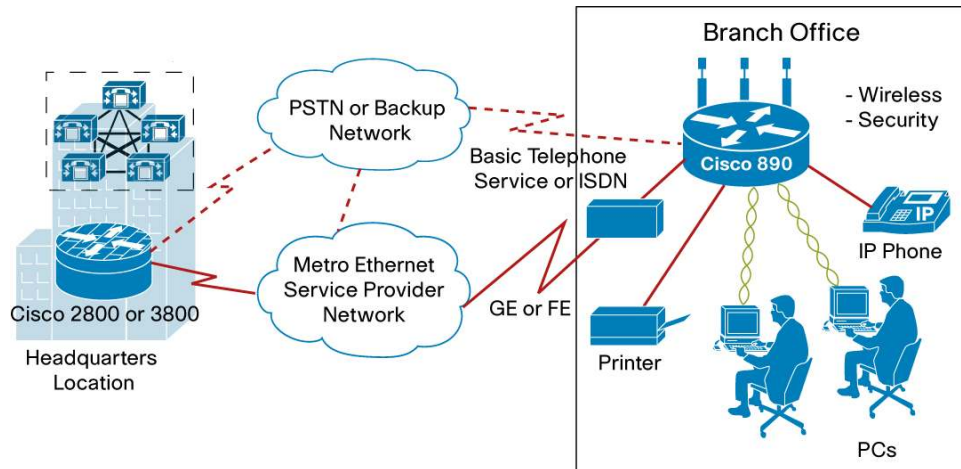 Branch Office
PSTN or Backup
Network
- Wireless
- Security
Basic Telephone
Service or ISDN
Cisco 890
IP
IP Phone
Metro Ethernet
Service Provider
Network
GE or FE
Cisco 2800 or 3800
Headquarters
Location
Printer
PCs